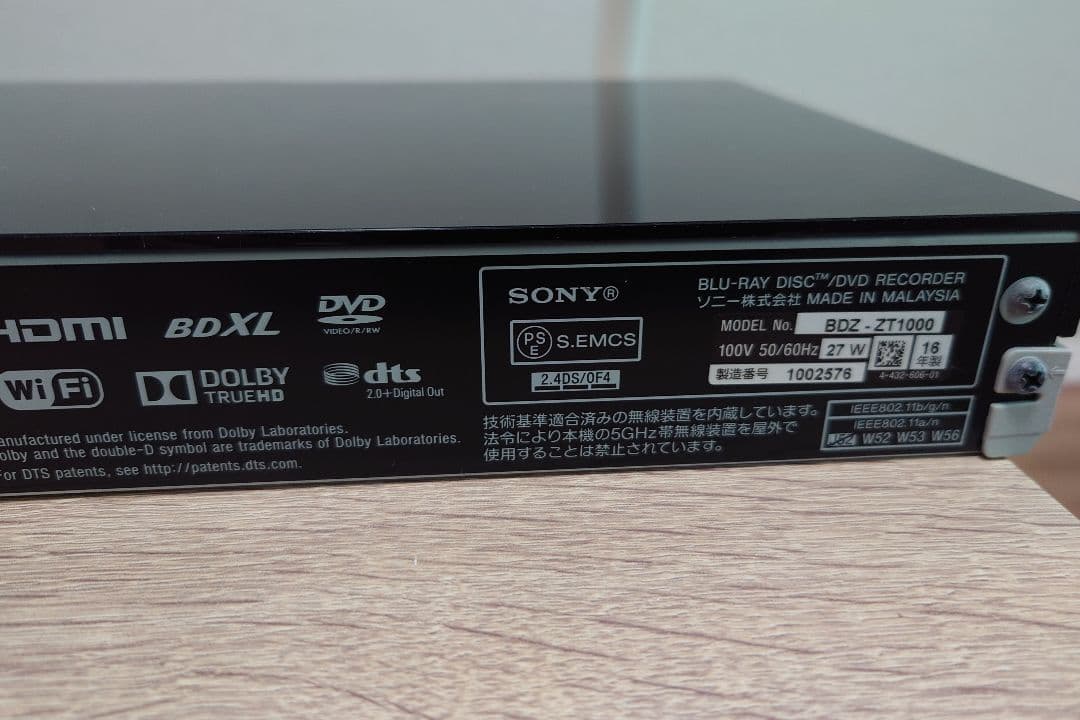 HDMI
BDXL
DVD
VIDEO/R/RW
Wi Fi
DOLBY
TRUEHD
dts
2.0+Digital Out
anufactured under license from Dolby Laboratories.
olby and the double-D symbol are trademarks of Dolby Laboratories.
For DTS patents, see http://patents.dts.com.
SONY®
PS
E
S.EMCS
2.4DS/OF4
BLU-RAY DISC™/DVD RECORDER
ソニー株式会社 MADE IN MALAYSIA
MODEL No. BDZ-ZT1000
100V 50/60Hz 27 W 16年製
製造番号 1002576
4-432-606-01
技術基準適合済みの無線装置を内蔵しています。
法令により本機の5GHz帯無線装置を屋外で
使用することは禁止されています。
IEEE802.11b/g/n
IEEE802.11a/n
J52 W52 W53 W56